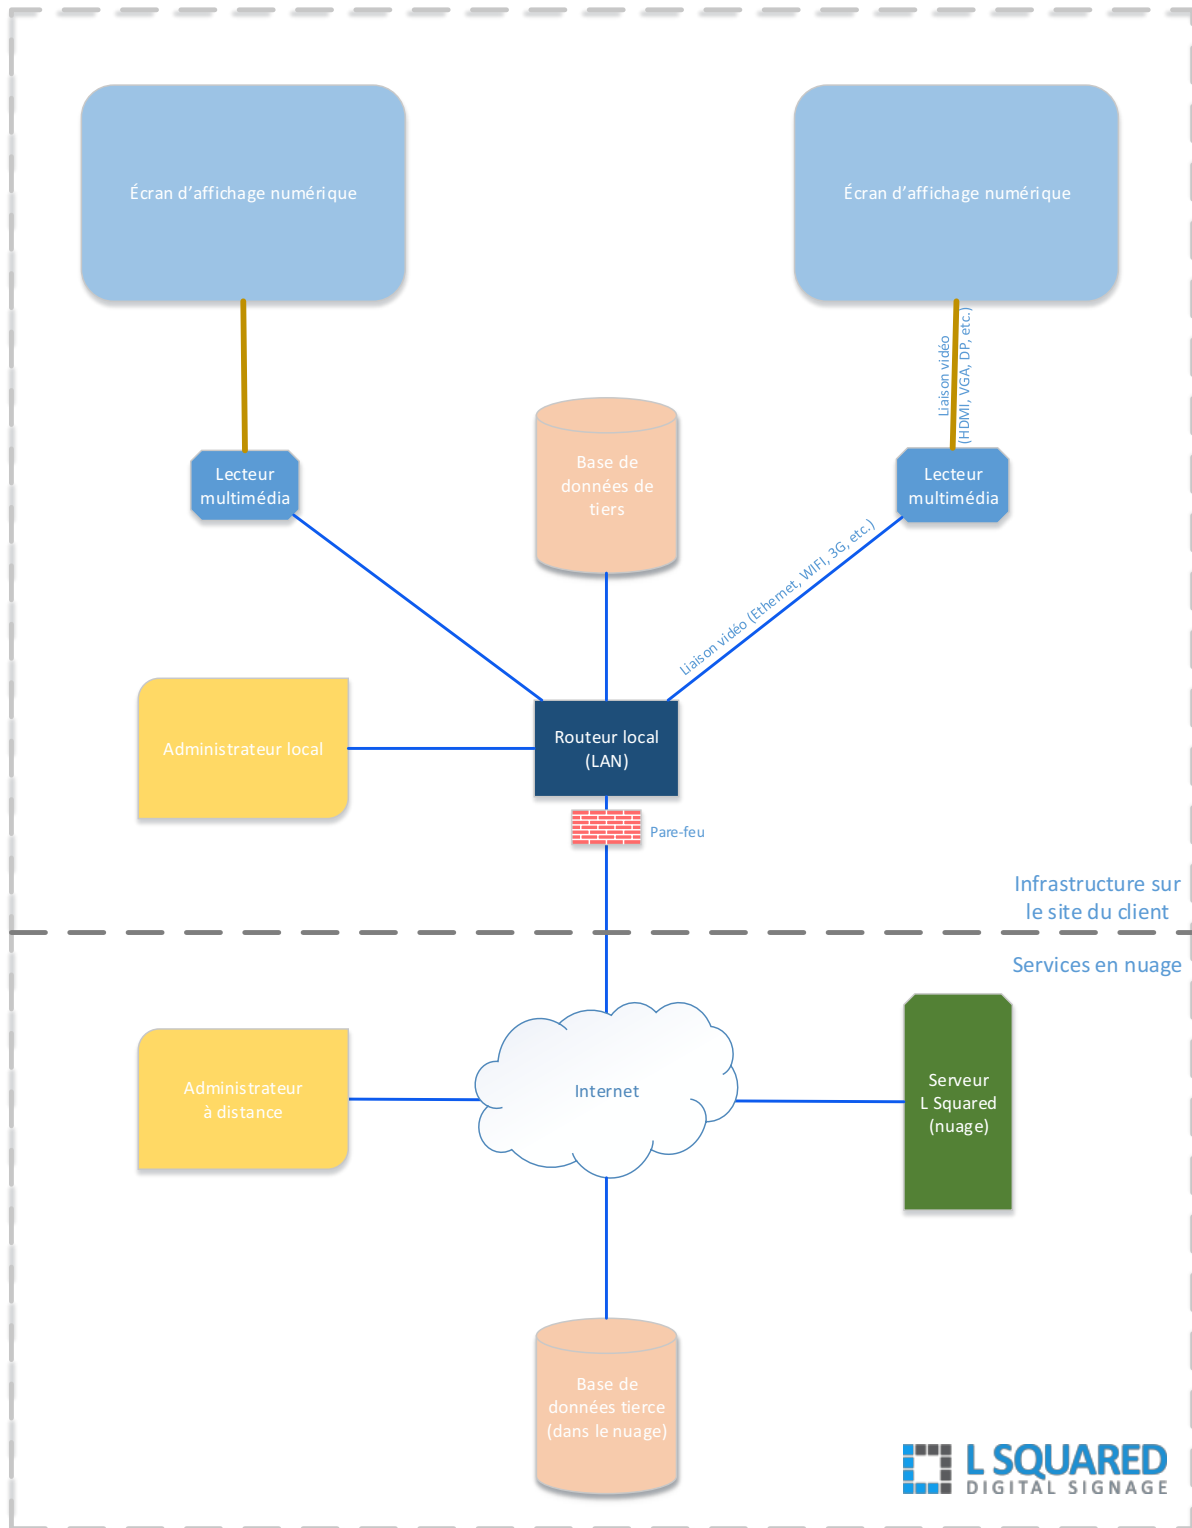 Écran d'affichage numérique
Écran d'affichage numérique
Liaison vidéo
(HDMI, VGA, DP, etc.)
Lecteur
multimédia
Base de
données de
tiers
Lecteur
multimédia
Liaison vidéo (Ethernet, WIFI, 3G, etc.)
Administrateur local
Routeur local
(LAN)
Pare-feu
Infrastructure sur
le site du client
Services en nuage
Administrateur
à distance
Internet
Serveur
L Squared
(nuage)
Base de
données tierce
(dans le nuage)
L SQUARED
DIGITAL SIGNAGE